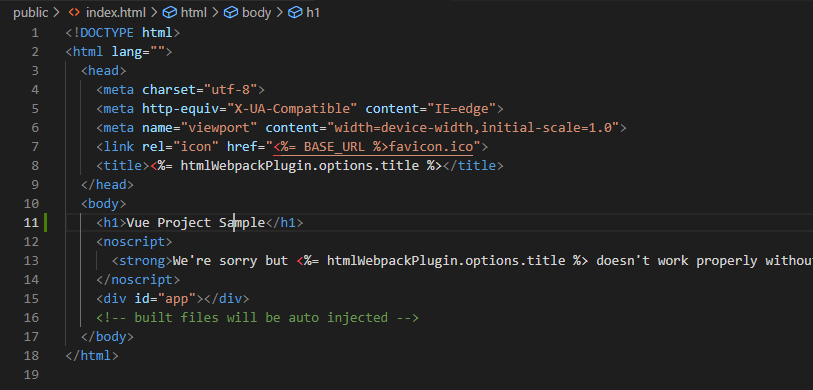 public > index.html > html > body > h1
1 <!DOCTYPE html>
2 <html lang="">
3   <head>
4     <meta charset="utf-8">
5     <meta http-equiv="X-UA-Compatible" content="IE=edge">
6     <meta name="viewport" content="width=device-width,initial-scale=1.0">
7     <link rel="icon" href="<%= BASE_URL %>favicon.ico">
8     <title><%= htmlWebpackPlugin.options.title %></title>
9   </head>
10   <body>
11     <h1>Vue Project Sample</h1>
12     <noscript>
13       <strong>We're sorry but <%= htmlWebpackPlugin.options.title %> doesn't work properly withou
14     </noscript>
15     <div id="app"></div>
16     <!-- built files will be auto injected -->
17   </body>
18 </html>
19